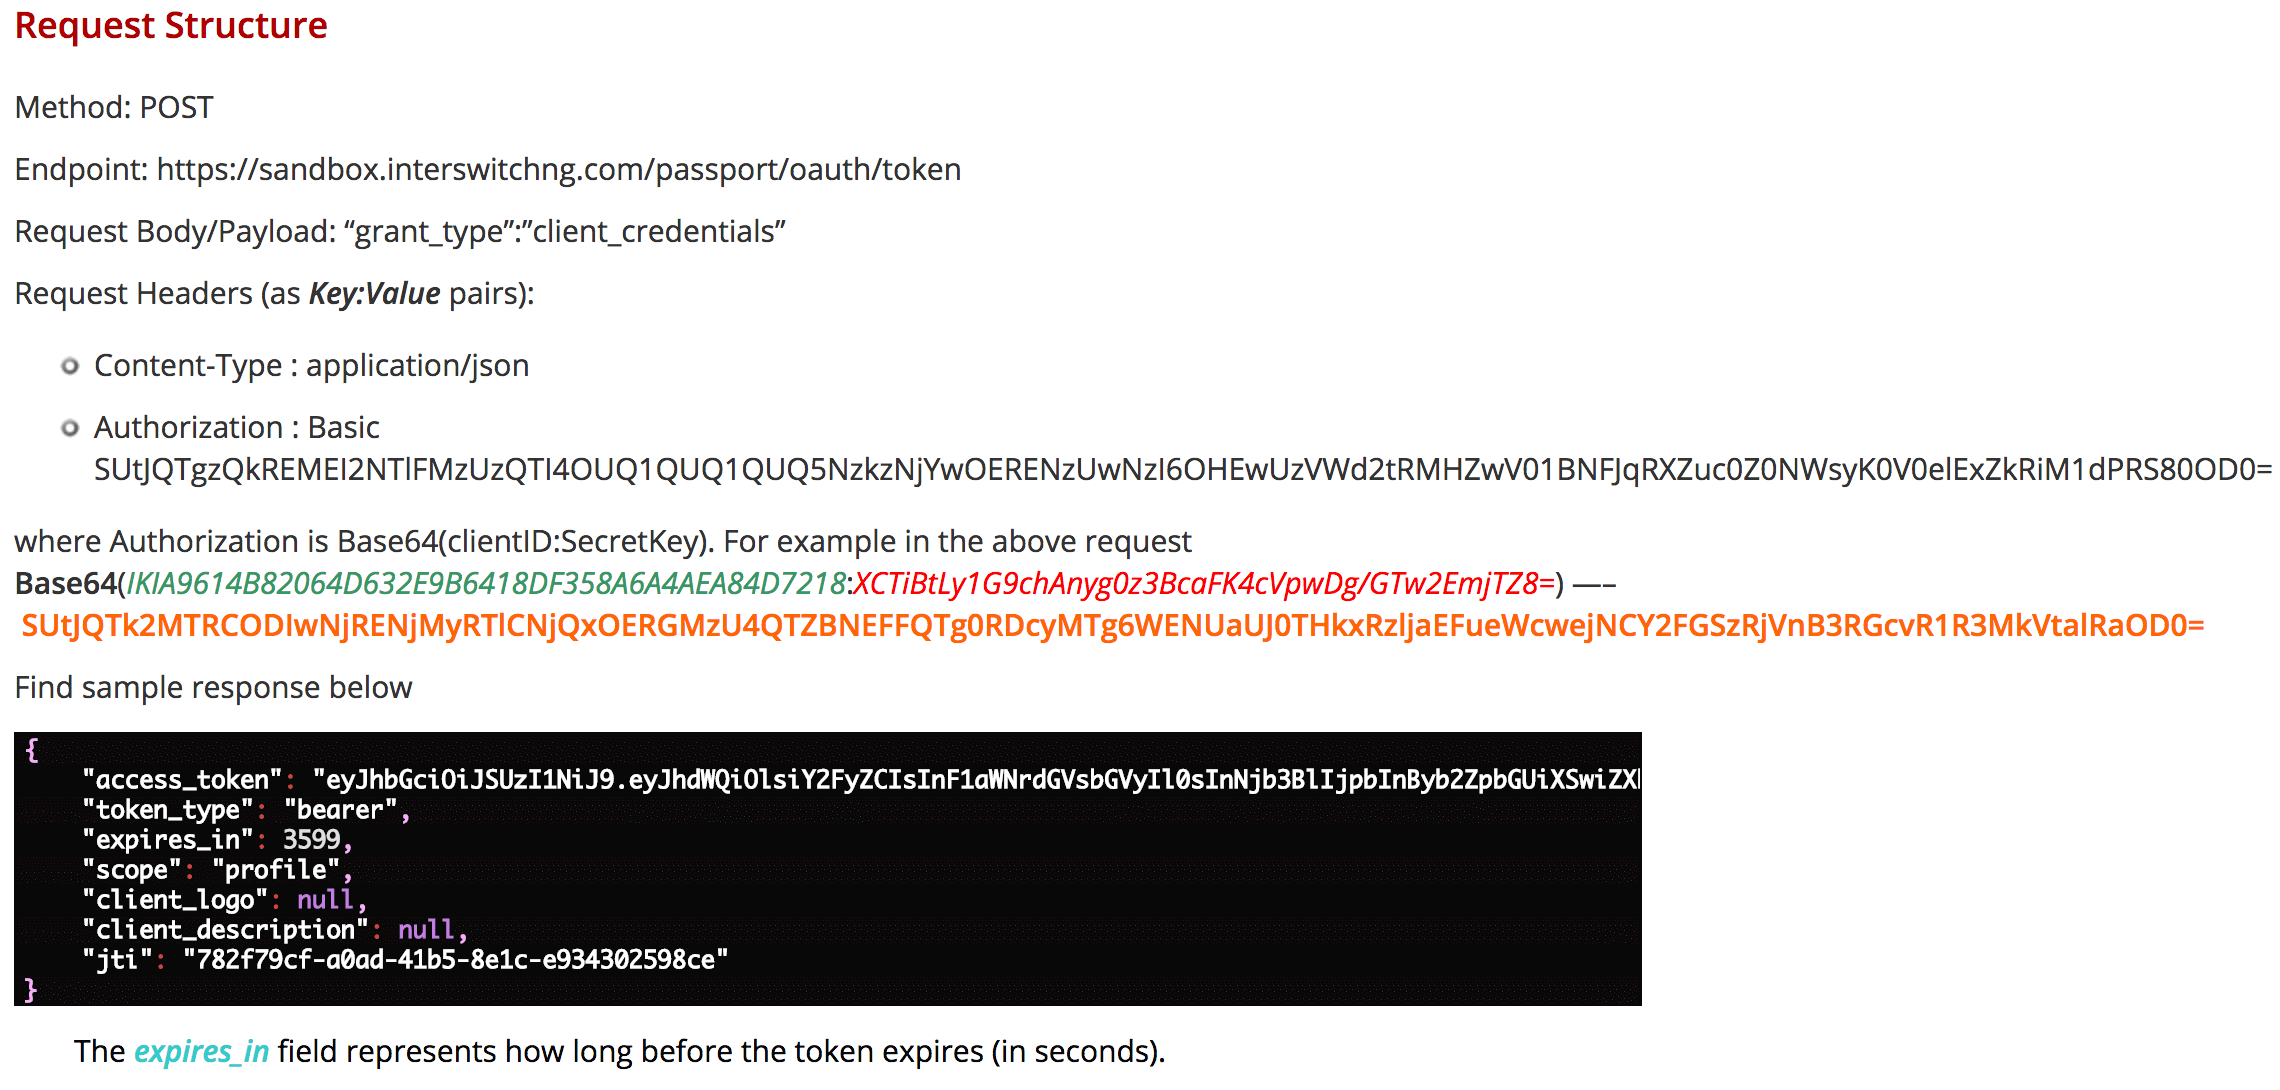 Request Structure
Method: POST
Endpoint: https://sandbox.interswitchng.com/passport/oauth/token
Request Body/Payload: “grant_type”:”client_credentials”
Request Headers (as Key:Value pairs):
Content-Type : application/json
Authorization : Basic
SUtJQTgzQkREMEI2NTlFMzUzQTI4OUQ1QUQ1QUQ5NzkzNjYwOERENzUwNzI6OHEwUzVWd2tRMHZwV01BNFJqRXZuc0Z0NWsyK0V0elExZkRiM1dPRS80OD0=
where Authorization is Base64(clientID:SecretKey). For example in the above request
Base64(IKIA9614B82064D632E9B6418DF358A6A4AEA84D7218:XCTiBtLy1G9chAnyg0z3BcaFK4cVpwDg/GTw2EmjTZ8=) —–
SUtJQTk2MTRCODIwNjRENjMyRTlCNjQxOERGMzU4QTZBNEFFQTg0RDcyMTg6WENUaUJ0THkxRzljaEFueWcwejNCY2FGSzRjVnB3RGcvR1R3MkVtalRaOD0=
Find sample response below
{
"access_token": "eyJhbGciOiJSUzI1NiJ9.eyJhdWQiOlsiY2FyZCIsInF1aWNrdGVsbGVyIl0sInNjb3BlIjpbInByb2ZpbGUiXSwiZX
"token_type": "bearer",
"expires_in": 3599,
"scope": "profile",
"client_logo": null,
"client_description": null,
"jti": "782f79cf-a0ad-41b5-8e1c-e934302598ce"
}
The expires_in field represents how long before the token expires (in seconds).